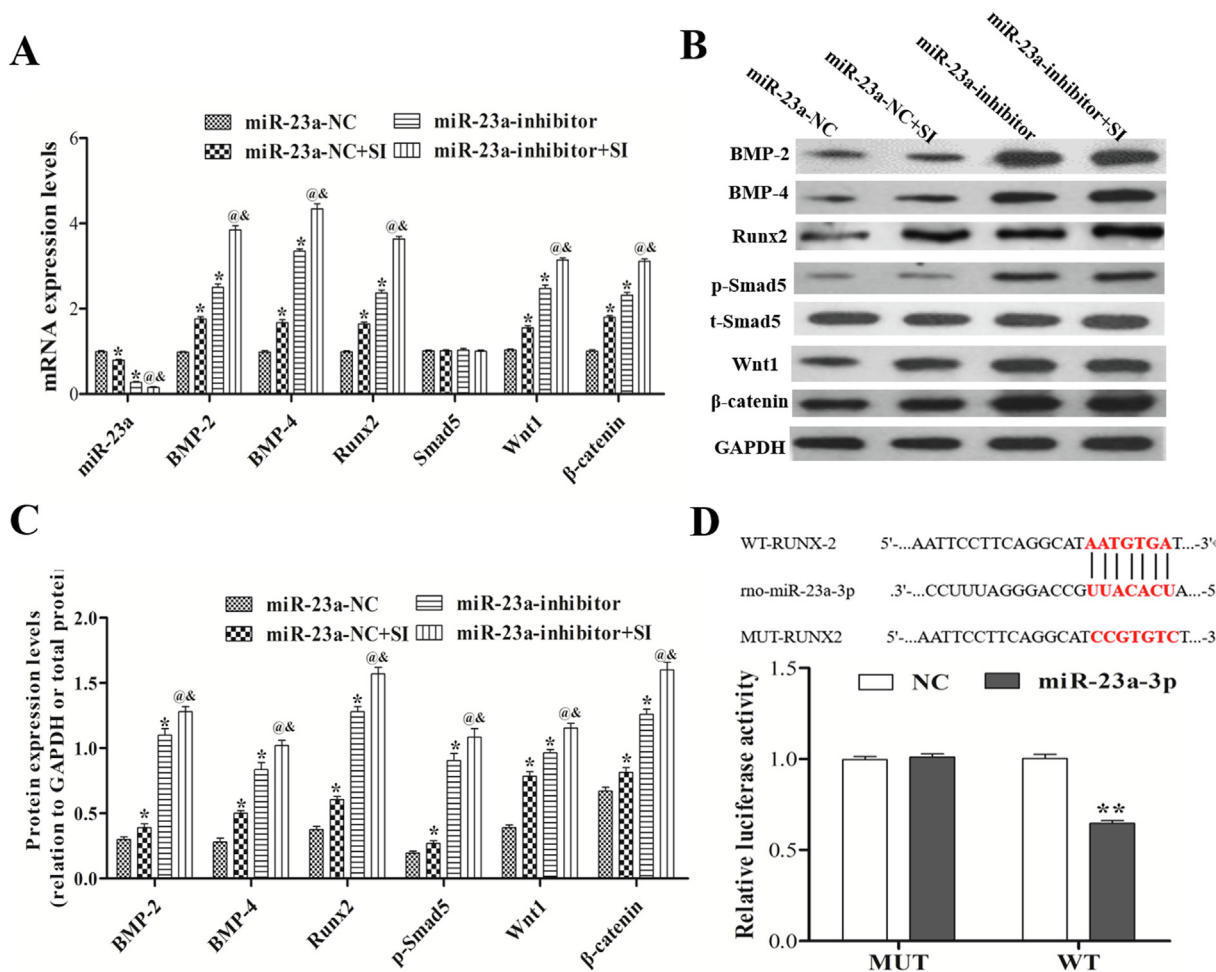 A
miR-23a-NC
miR-23a-inhibitor
miR-23a-NC+SI
miR-23a-inhibitor+SI
mRNA expression levels
6
4
2
0
*
*
@&
*
*
@&
*
*
@&
*
*
@&
*
*
@&
*
*
@&
miR-23a
BMP-2
BMP-4
Runx2
Smad5
Wnt1
β-catenin
B
miR-23a-NC
miR-23a-NC+SI
miR-23a-inhibitor
miR-23a-inhibitor+SI
BMP-2
BMP-4
Runx2
p-Smad5
t-Smad5
Wnt1
β-catenin
GAPDH
C
miR-23a-NC
miR-23a-inhibitor
miR-23a-NC+SI
miR-23a-inhibitor+SI
Protein expression levels
(relation to GAPDH or total protein
2.0
1.5
1.0
0.5
0.0
*
*
@&
*
*
@&
*
*
@&
*
*
@&
*
*
@&
*
*
@&
BMP-2
BMP-4
Runx2
p-Smad5
Wnt1
β-catenin
D
WT-RUNX-2 5'-...AATTCCTTCAGGCATAATGTGAT...-3'
rno-miR-23a-3p .3'-...CCUUUAGGGACCGUUACACUA...-5
MUT-RUNX2 5'-...AATTCCTTCAGGCATCCGTGTCT...-3
NC
miR-23a-3p
Relative luciferase activity
1.5
1.0
0.5
0.0
**
MUT
WT